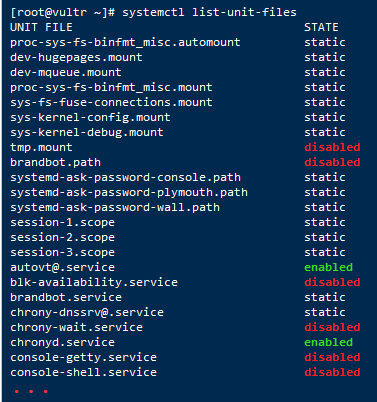 [root@vultr ~]# systemctl list-unit-files
UNIT FILE STATE
proc-sys-fs-binfmt_misc.automount static
dev-hugepages.mount static
dev-mqueue.mount static
proc-sys-fs-binfmt_misc.mount static
sys-fs-fuse-connections.mount static
sys-kernel-config.mount static
sys-kernel-debug.mount static
tmp.mount disabled
brandbot.path disabled
systemd-ask-password-console.path static
systemd-ask-password-plymouth.path static
systemd-ask-password-wall.path static
session-1.scope static
session-2.scope static
session-3.scope static
autovt@.service enabled
blk-availability.service disabled
brandbot.service static
chrony-dnssrv@.service static
chrony-wait.service disabled
chronyd.service enabled
console-getty.service disabled
console-shell.service disabled
...